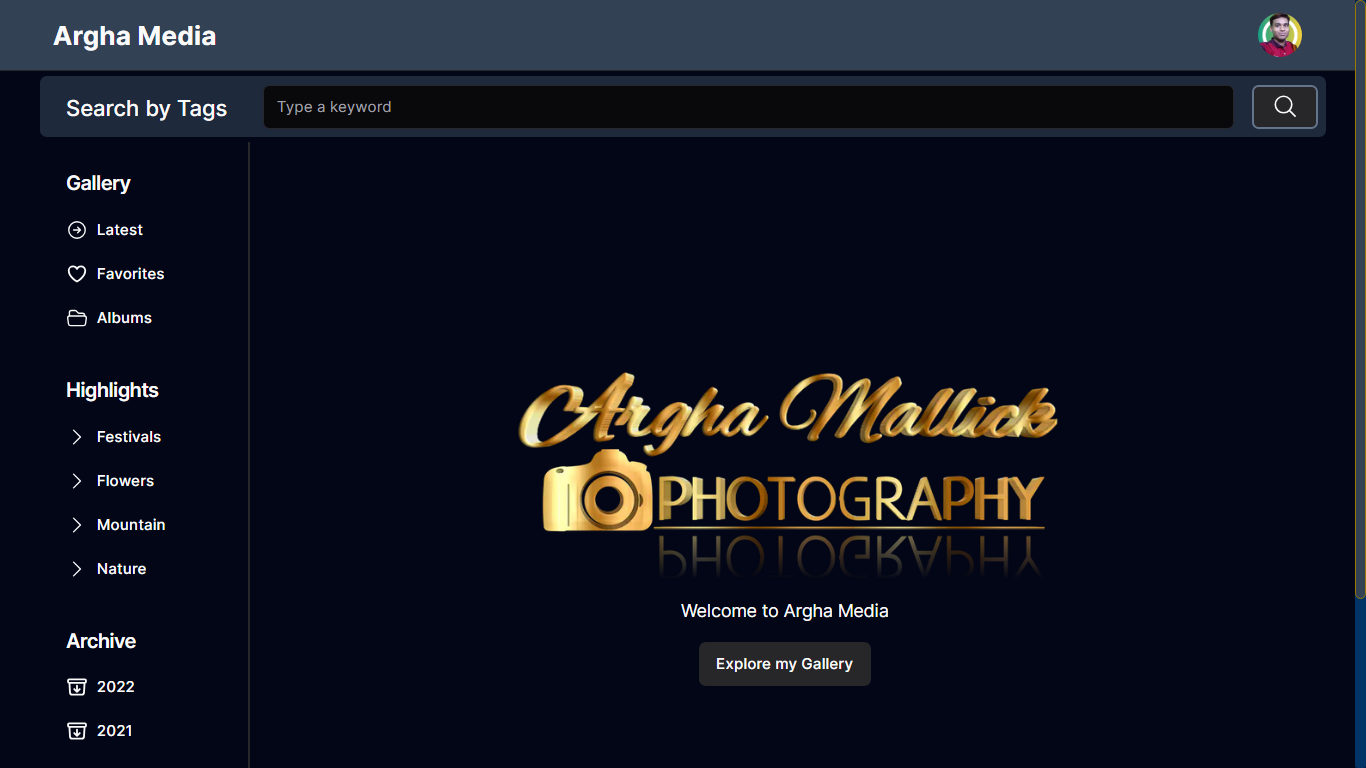 Argha Media
Search by Tags
Type a keyword
Gallery
Latest
Favorites
Albums
Highlights
Festivals
Flowers
Mountain
Nature
Archive
2022
2021
Argha Mallick
PHOTOGRAPHY
Welcome to Argha Media
Explore my Gallery